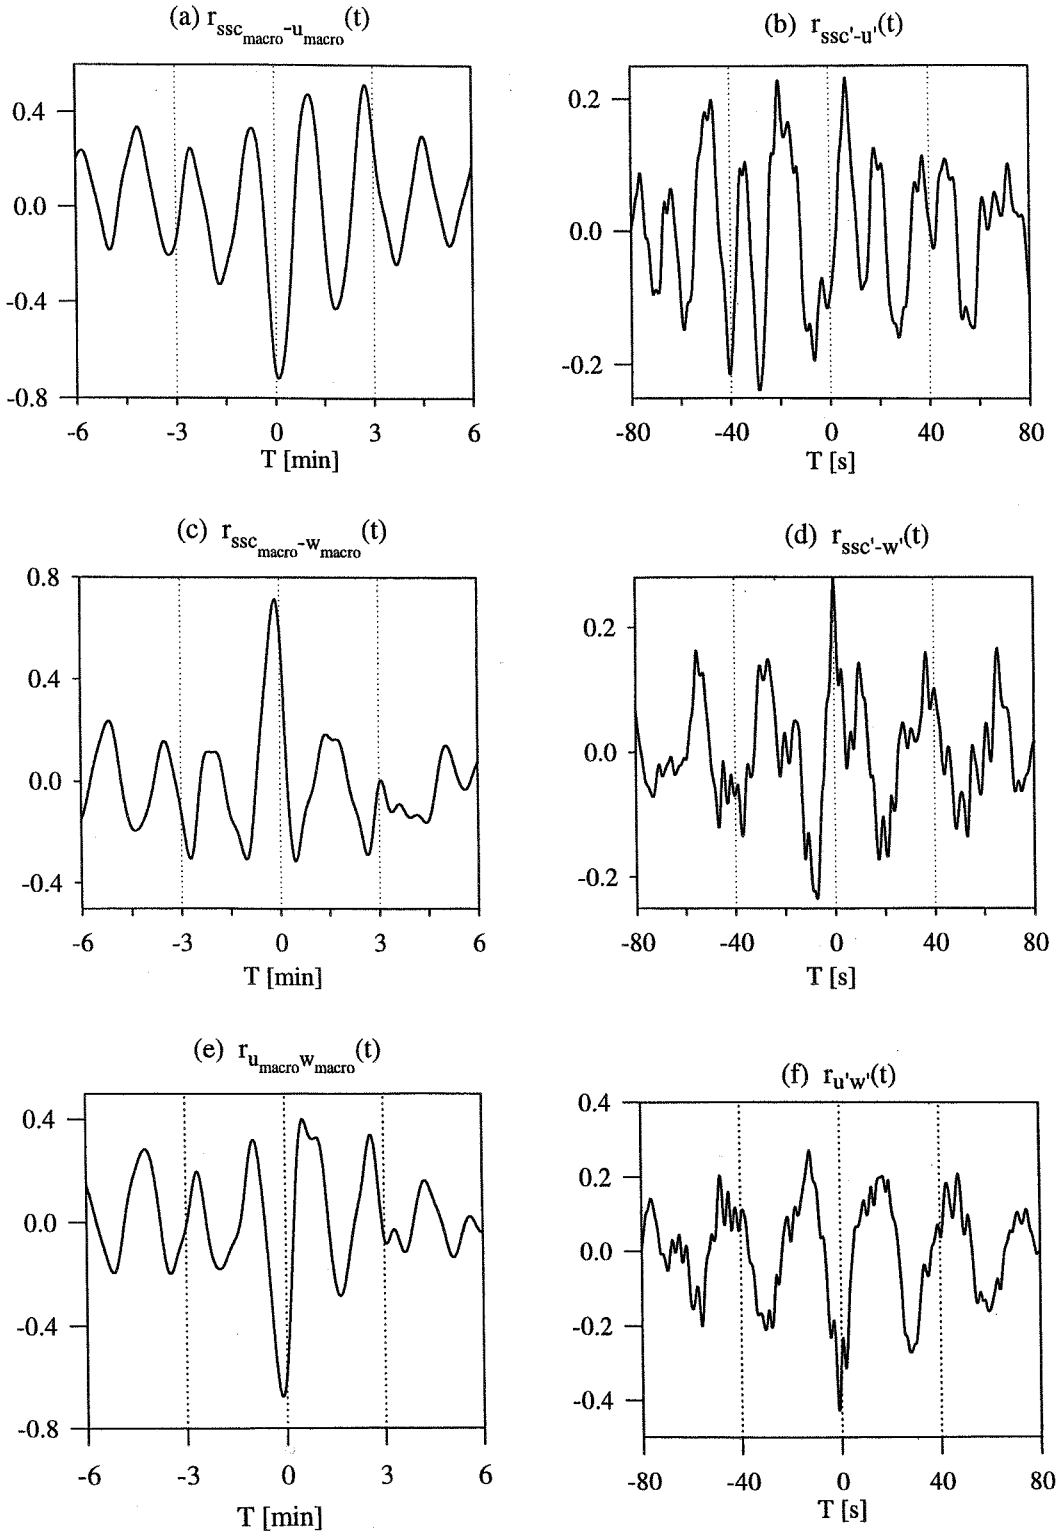 (a) r_ssc_macro-u_macro(t)
(b) r_ssc'-u'(t)
0.4
0.0
-0.4
-0.8
-6 -3 0 3 6
T [min]
0.2
0.0
-0.2
-80 -40 0 40 80
T [s]
(c) r_ssc_macro-w_macro(t)
(d) r_ssc'-w'(t)
0.8
0.4
0.0
-0.4
-6 -3 0 3 6
T [min]
0.2
0.0
-0.2
-80 -40 0 40 80
T [s]
(e) r_u_macro w_macro(t)
(f) r_u'w'(t)
0.4
0.0
-0.4
-0.8
-6 -3 0 3 6
T [min]
0.4
0.2
0.0
-0.2
-0.4
-80 -40 0 40 80
T [s]